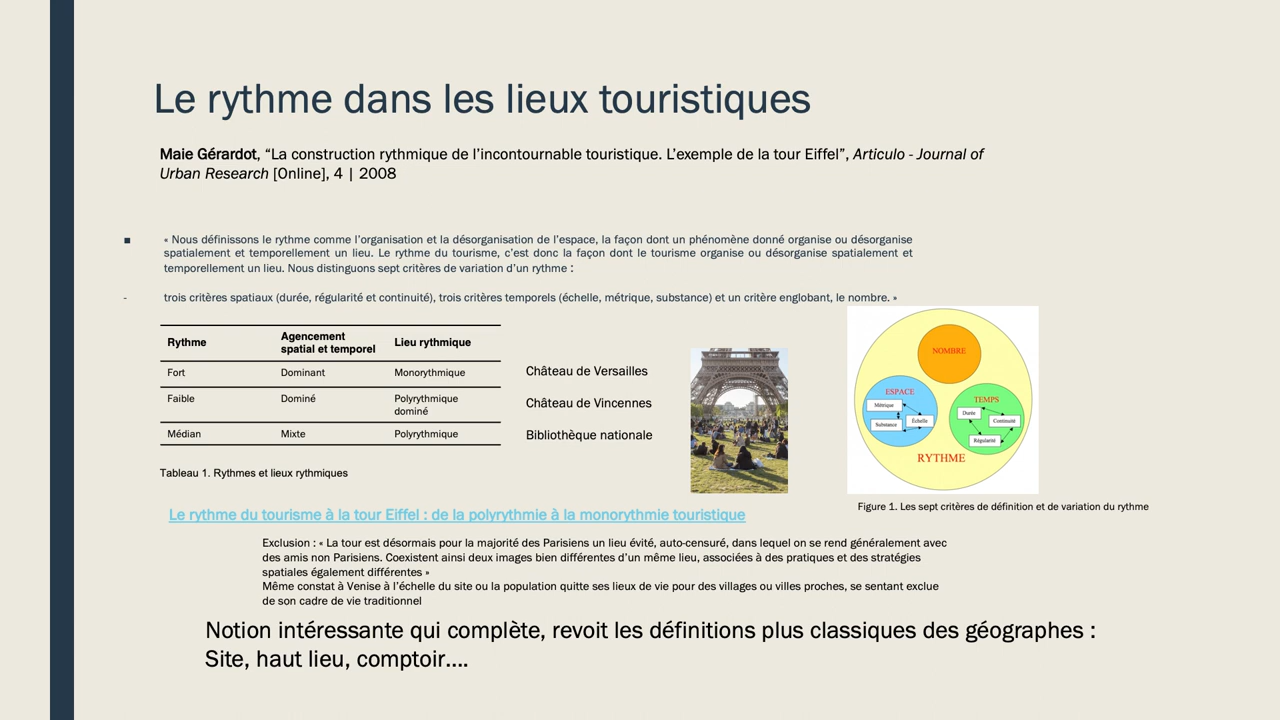 Le rythme dans les lieux touristiques
Maie Gérardot, “La construction rythmique de l’incontournable touristique. L’exemple de la tour Eiffel”, Articulo - Journal of
Urban Research [Online], 4 | 2008
■ « Nous définissons le rythme comme l’organisation et la désorganisation de l’espace, la façon dont un phénomène donné organise ou désorganise
spatialement et temporellement un lieu. Le rythme du tourisme, c’est donc la façon dont le tourisme organise ou désorganise spatialement et
temporellement un lieu. Nous distinguons sept critères de variation d’un rythme :
- trois critères spatiaux (durée, régularité et continuité), trois critères temporels (échelle, métrique, substance) et un critère englobant, le nombre. »
Rythme Agencement spatial et temporel Lieu rythmique
Fort Dominant Monorythmique
Faible Dominé Polyrythmique dominé
Médian Mixte Polyrythmique
Tableau 1. Rythmes et lieux rythmiques
Château de Versailles
Château de Vincennes
Bibliothèque nationale
NOMBRE
ESPACE
Métrique
Échelle
Substance
TEMPS
Durée
Continuité
Régularité
RYTHME
Figure 1. Les sept critères de définition et de variation du rythme
Le rythme du tourisme à la tour Eiffel : de la polyrythmie à la monorythmie touristique
Exclusion : « La tour est désormais pour la majorité des Parisiens un lieu évité, auto-censuré, dans lequel on se rend généralement avec
des amis non Parisiens. Coexistent ainsi deux images bien différentes d’un même lieu, associées à des pratiques et des stratégies
spatiales également différentes »
Même constat à Venise à l’échelle du site ou la population quitte ses lieux de vie pour des villages ou villes proches, se sentant exclue
de son cadre de vie traditionnel
Notion intéressante qui complète, revoit les définitions plus classiques des géographes :
Site, haut lieu, comptoir….